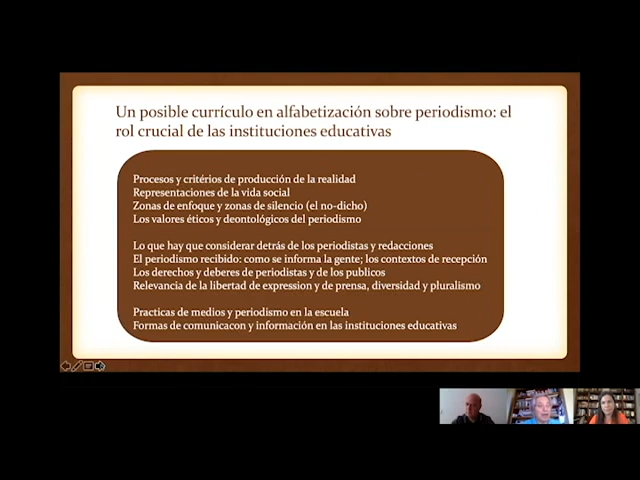 Un posible currículo en alfabetización sobre periodismo: el
rol crucial de las instituciones educativas
Procesos y critérios de producción de la realidad
Representaciones de la vida social
Zonas de enfoque y zonas de silencio (el no-dicho)
Los valores éticos y deontológicos del periodismo
Lo que hay que considerar detrás de los periodistas y redacciones
El periodismo recibido: como se informa la gente; los contextos de recepción
Los derechos y deberes de periodistas y de los publicos
Relevancia de la libertad de expression y de prensa, diversidad y pluralismo
Practicas de medios y periodismo en la escuela
Formas de comunicacon y información en las instituciones educativas